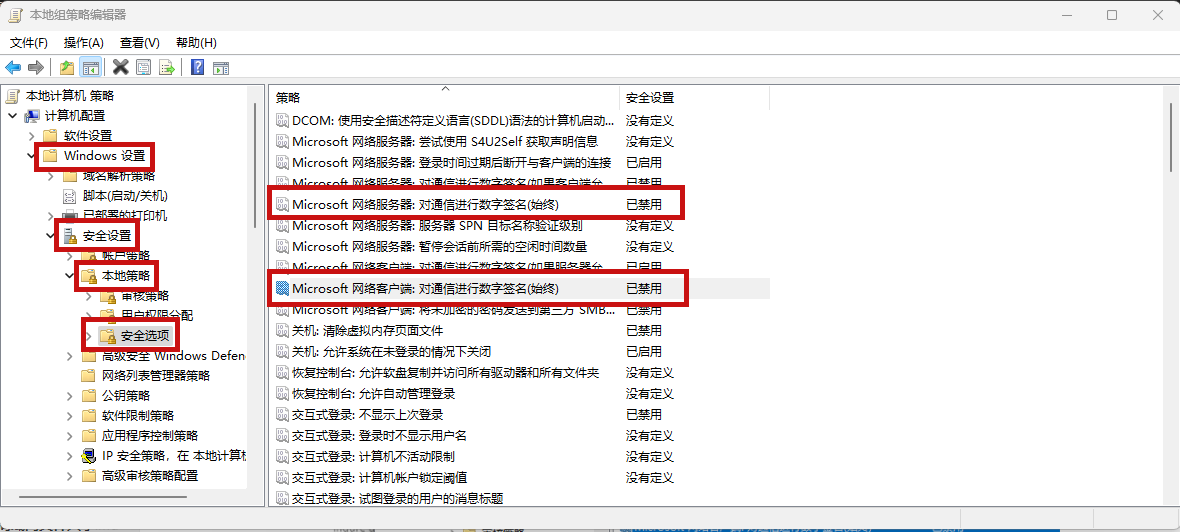 本地组策略编辑器
文件(F) 操作(A) 查看(V) 帮助(H)
本地计算机 策略
计算机配置
软件设置
Windows 设置
域名解析策略
脚本(启动/关机)
已部署的打印机
安全设置
帐户策略
本地策略
审核策略
用户权限分配
安全选项
高级安全 Windows Defen
网络列表管理器策略
公钥策略
软件限制策略
应用程序控制策略
IP 安全策略，在 本地计算机
高级审核策略配置
策略 安全设置
DCOM: 使用安全描述符定义语言(SDDL)语法的计算机启动... 没有定义
Microsoft 网络服务器: 尝试使用 S4U2Self 获取声明信息 没有定义
Microsoft 网络服务器: 登录时间过期后断开与客户端的连接 已启用
Microsoft 网络服务器: 对通信进行数字签名(如果客户端允 已禁用
Microsoft 网络服务器: 对通信进行数字签名(始终) 已禁用
Microsoft 网络服务器: 服务器 SPN 目标名称验证级别 没有定义
Microsoft 网络服务器: 暂停会话前所需的空闲时间数量 没有定义
Microsoft 网络客户端: 对通信进行数字签名(如果服务器允 已启用
Microsoft 网络客户端: 对通信进行数字签名(始终) 已禁用
Microsoft 网络客户端: 将未加密的密码发送到第三方 SMB... 已禁用
关机: 清除虚拟内存页面文件 已禁用
关机: 允许系统在未登录的情况下关闭 已启用
恢复控制台: 允许软盘复制并访问所有驱动器和所有文件夹 没有定义
恢复控制台: 允许自动管理登录 没有定义
交互式登录: 不显示上次登录 已禁用
交互式登录: 登录时不显示用户名 没有定义
交互式登录: 计算机不活动限制 没有定义
交互式登录: 计算机帐户锁定阈值 没有定义
交互式登录: 试图登录的用户的消息标题